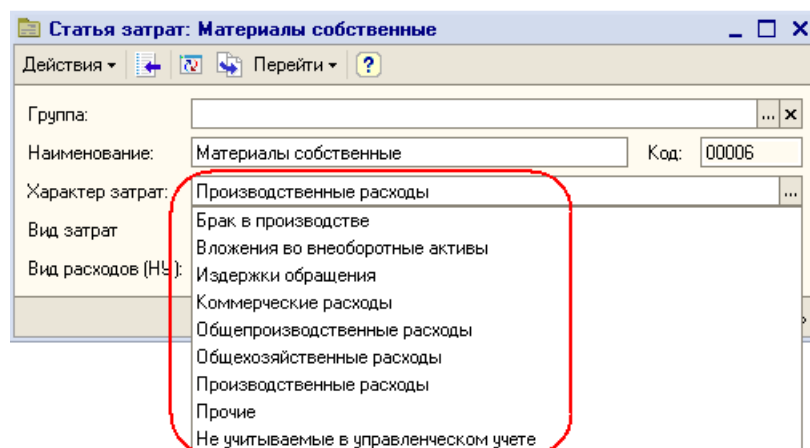 Статья затрат: Материалы собственные
Действия Перейти ?
Группа: ...
Наименование: Материалы собственные Код: 00006
Характер затрат: Производственные расходы ...
Брак в производстве
Вид затрат
Вложения во внеоборотные активы
Вид расходов (НУ): Издержки обращения
Коммерческие расходы
Общепроизводственные расходы
Общехозяйственные расходы
Производственные расходы
Прочие
Не учитываемые в управленческом учете